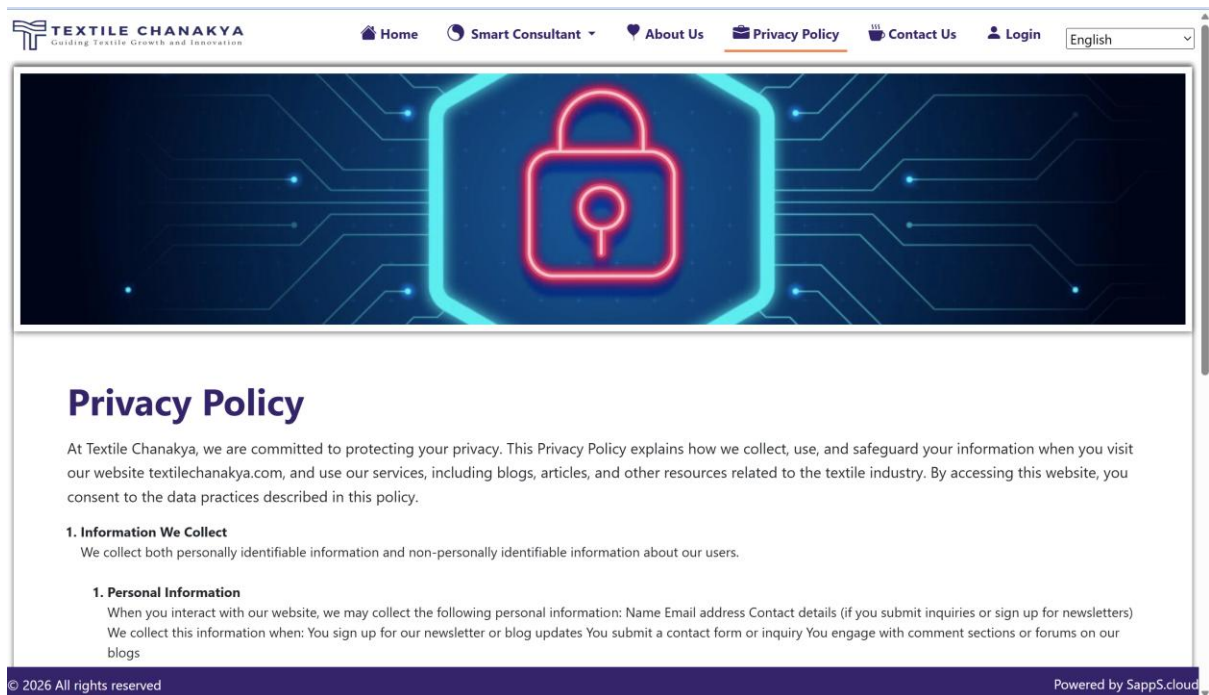 TEXTILE CHANAKYA
Guiding Textile Growth and Innovation
Home
Smart Consultant
About Us
Privacy Policy
Contact Us
Login
English
Privacy Policy
At Textile Chanakya, we are committed to protecting your privacy. This Privacy Policy explains how we collect, use, and safeguard your information when you visit
our website textilechanakya.com, and use our services, including blogs, articles, and other resources related to the textile industry. By accessing this website, you
consent to the data practices described in this policy.
1. Information We Collect
We collect both personally identifiable information and non-personally identifiable information about our users.
1. Personal Information
When you interact with our website, we may collect the following personal information: Name Email address Contact details (if you submit inquiries or sign up for newsletters)
We collect this information when: You sign up for our newsletter or blog updates You submit a contact form or inquiry You engage with comment sections or forums on our
blogs
© 2026 All rights reserved
Powered by SappS.cloud